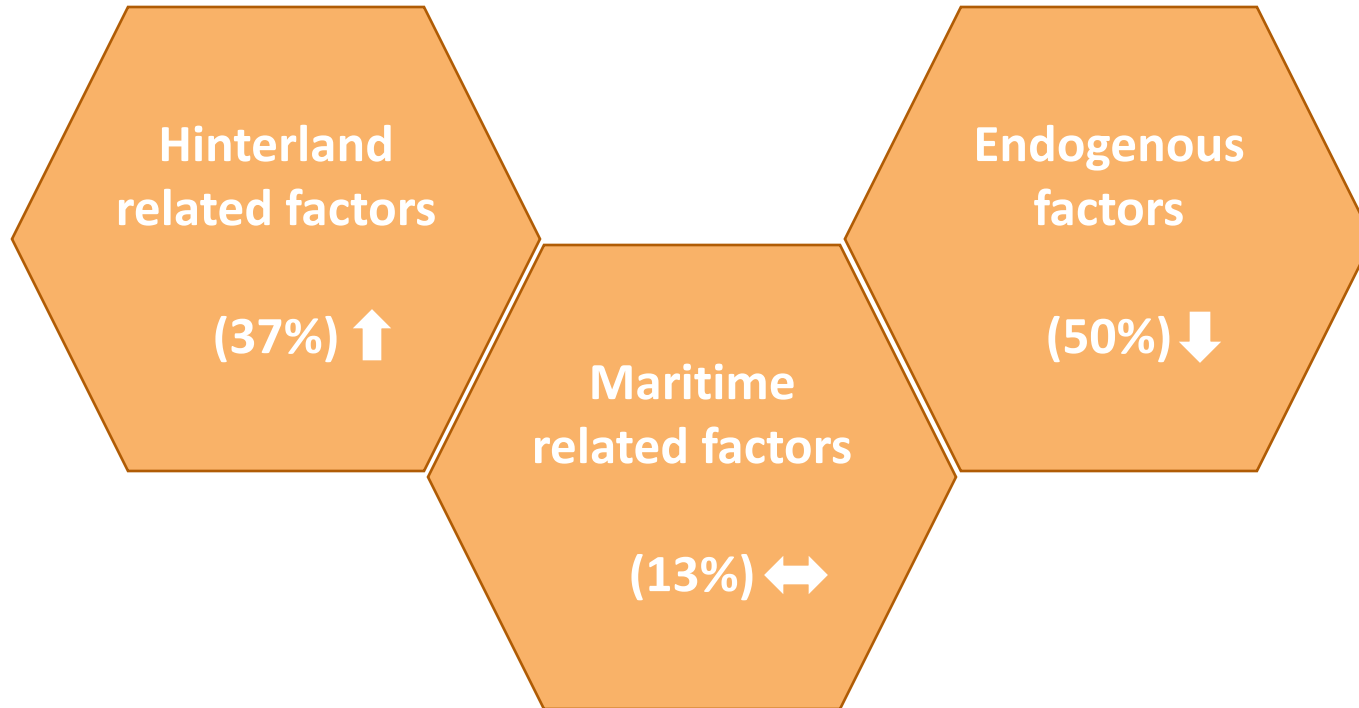 Hinterland
related factors
(37%)
Maritime
related factors
(13%)
Endogenous
factors
(50%)